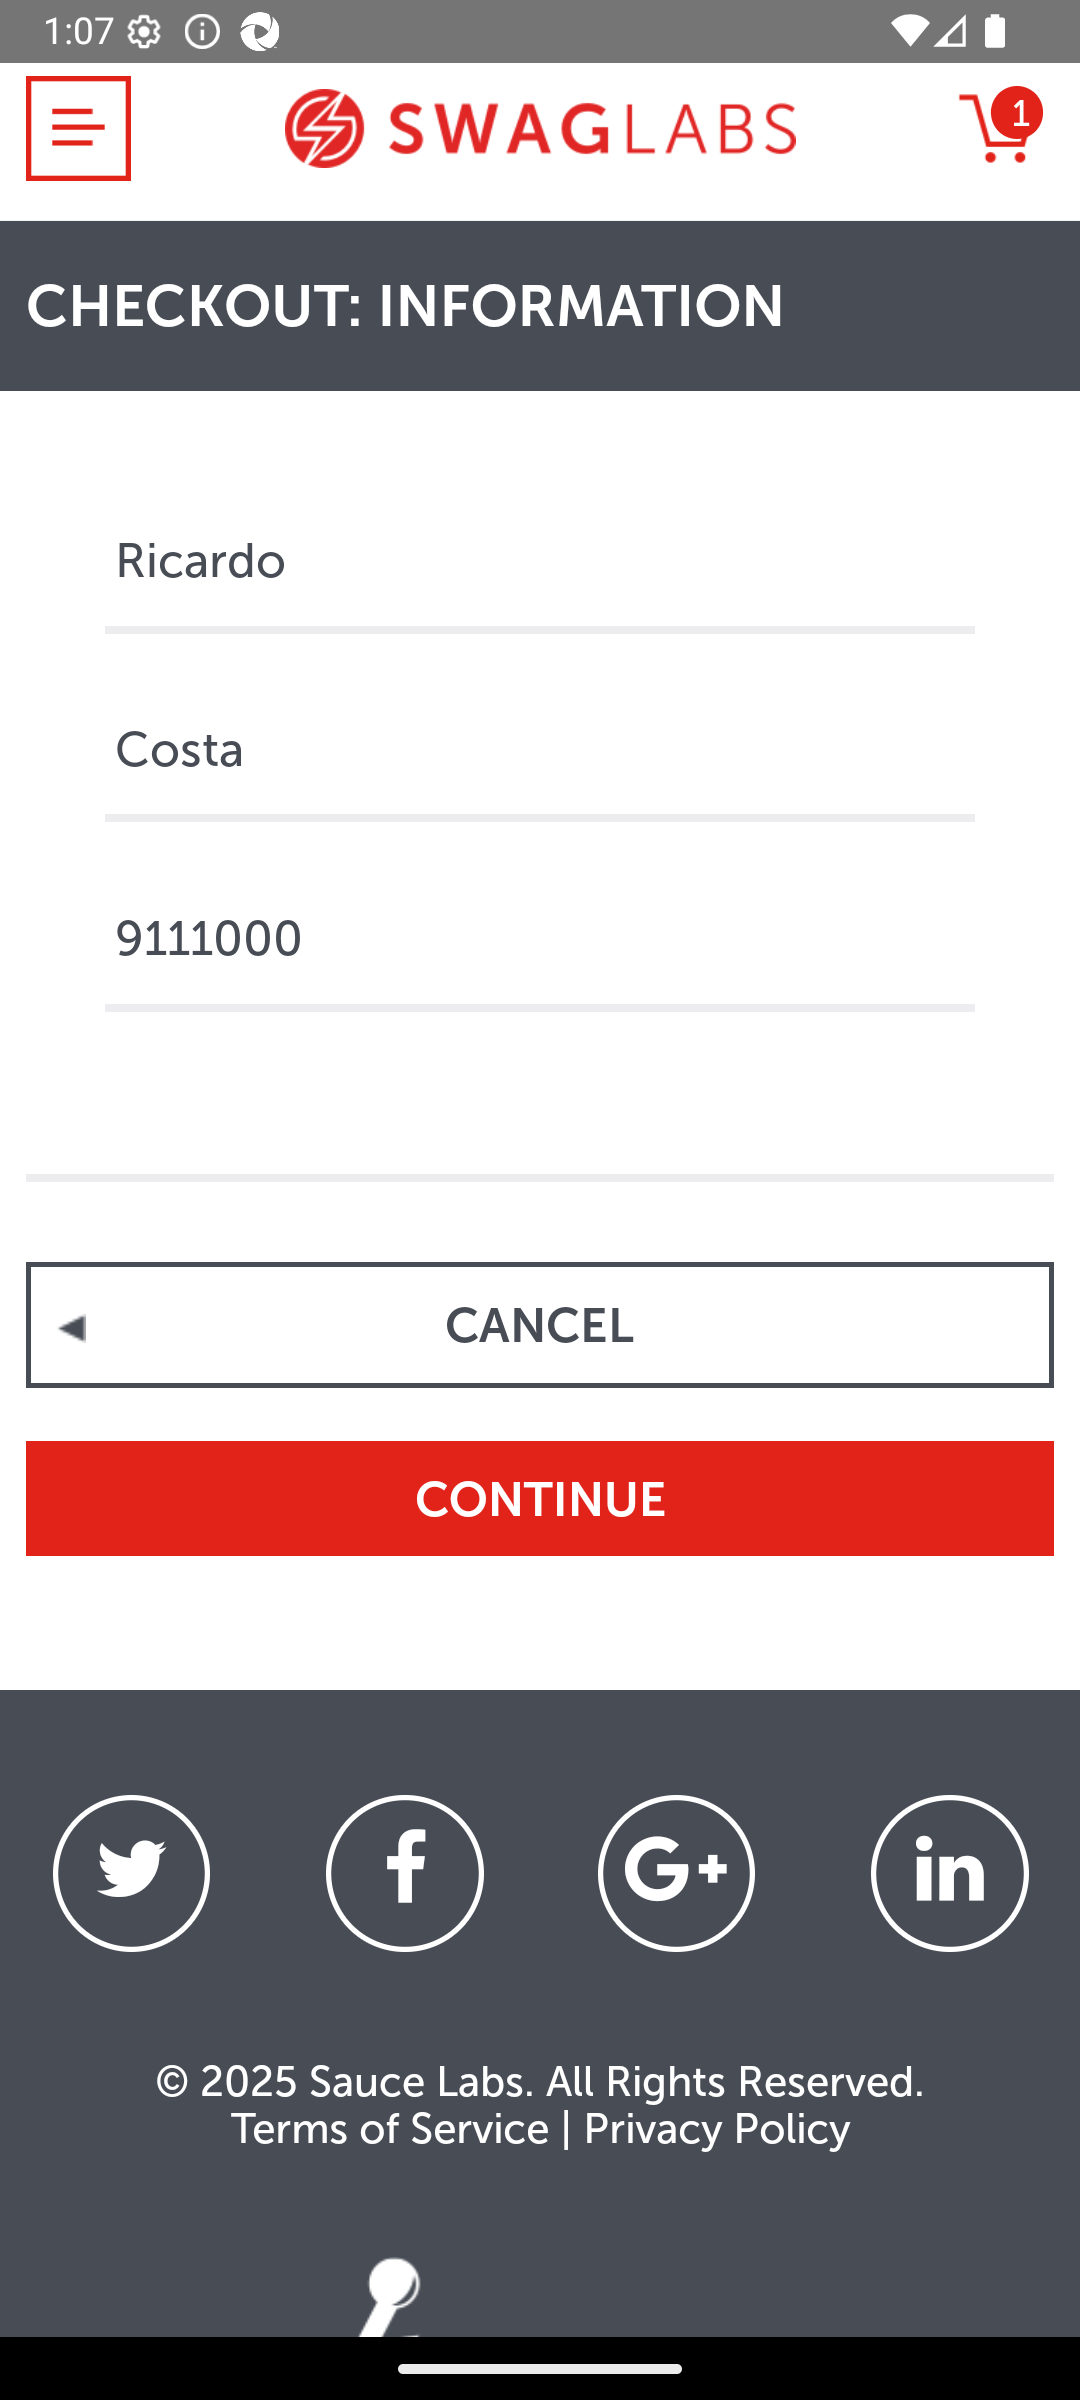 1:07
SWAGLABS
1
CHECKOUT: INFORMATION
Ricardo
Costa
9111000
CANCEL
CONTINUE
© 2025 Sauce Labs. All Rights Reserved.
Terms of Service | Privacy Policy